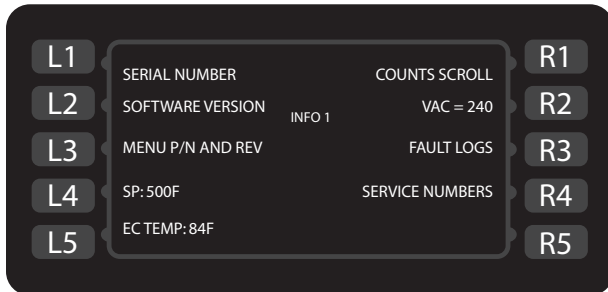 L1 SERIAL NUMBER COUNTS SCROLL R1
L2 SOFTWARE VERSION INFO 1 VAC = 240 R2
L3 MENU P/N AND REV FAULT LOGS R3
L4 SP: 500F SERVICE NUMBERS R4
L5 EC TEMP: 84F R5